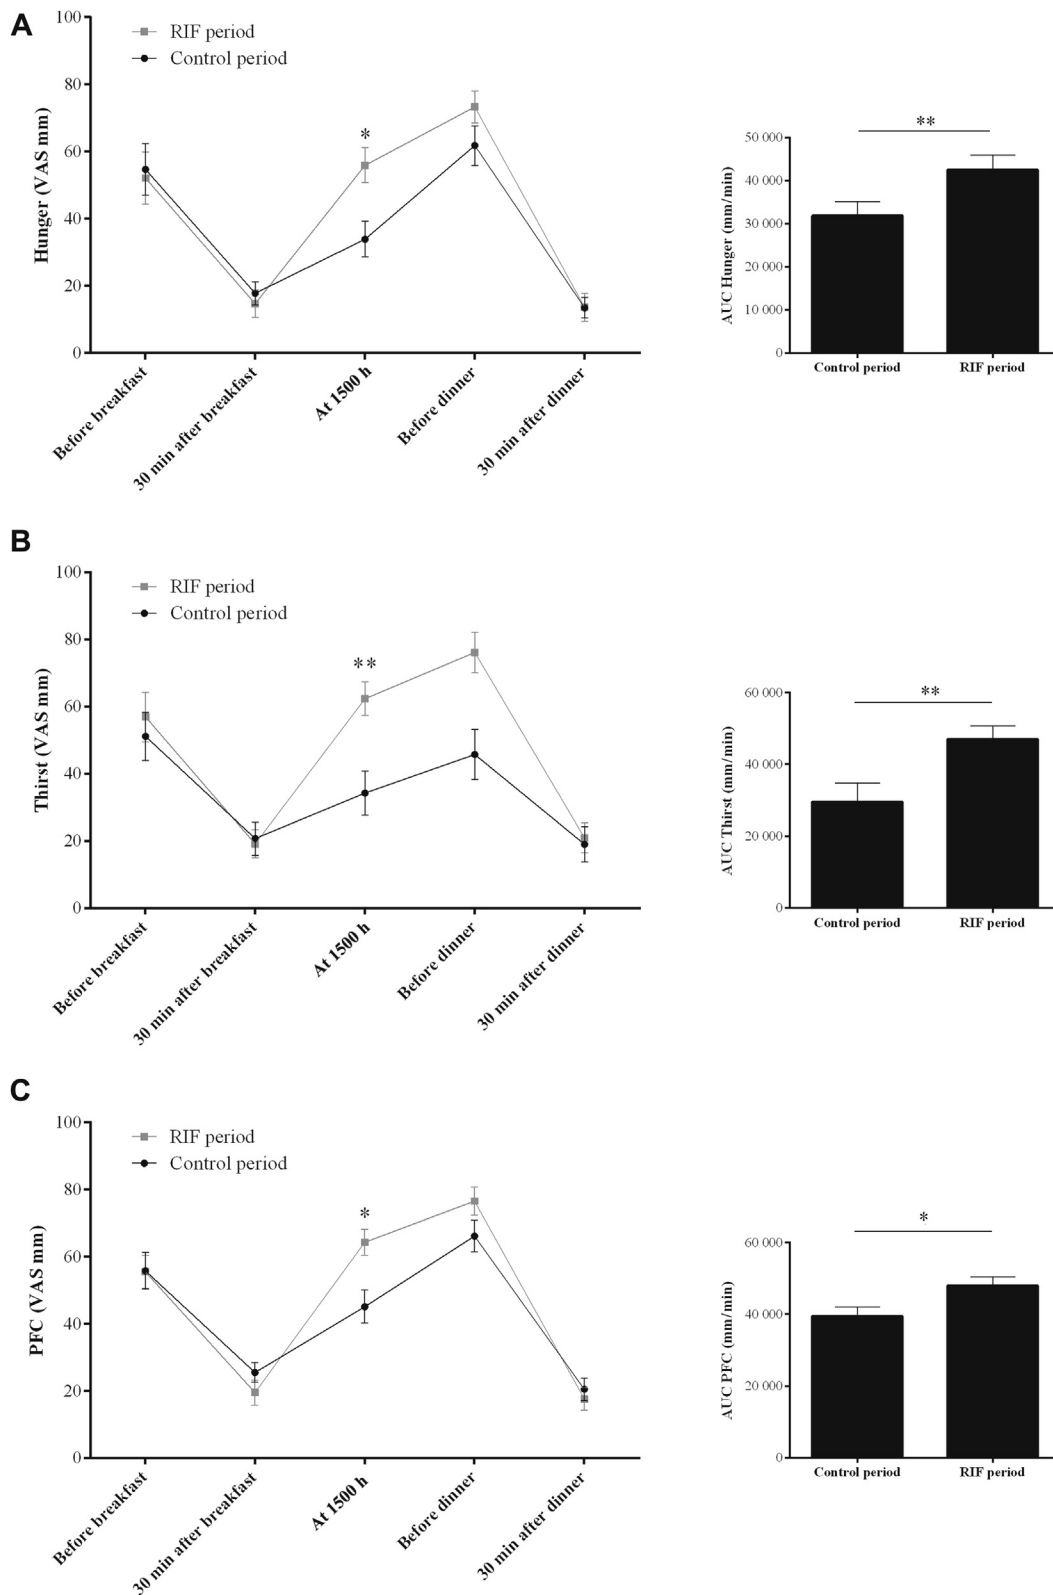 A
100
80
60
40
20
0
Hunger (VAS mm)
RIF period
Control period
*
Before breakfast
30 min after breakfast
At 1500 h
Before dinner
30 min after dinner
**
50 000
40 000
30 000
20 000
10 000
0
AUC Hunger (mm/min)
Control period RIF period
B
100
80
60
40
20
0
Thirst (VAS mm)
RIF period
Control period
**
Before breakfast
30 min after breakfast
At 1500 h
Before dinner
30 min after dinner
**
60 000
40 000
20 000
0
AUC Thirst (mm/min)
Control period RIF period
C
100
80
60
40
20
0
PFC (VAS mm)
RIF period
Control period
*
Before breakfast
30 min after breakfast
At 1500 h
Before dinner
30 min after dinner
*
60 000
40 000
20 000
0
AUC PFC (mm/min)
Control period RIF period